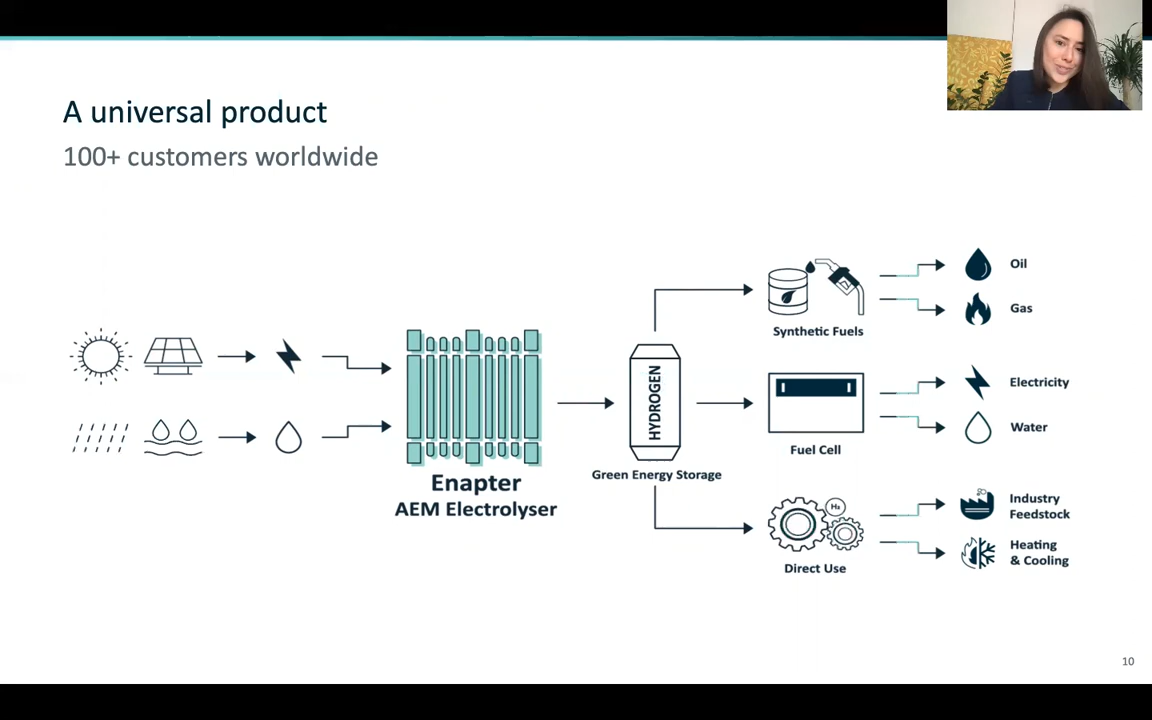 A universal product
100+ customers worldwide
Enapter
AEM Electrolyser
HYDROGEN
Green Energy Storage
Synthetic Fuels
Oil
Gas
Fuel Cell
Electricity
Water
H₂
Direct Use
Industry
Feedstock
Heating
& Cooling
10